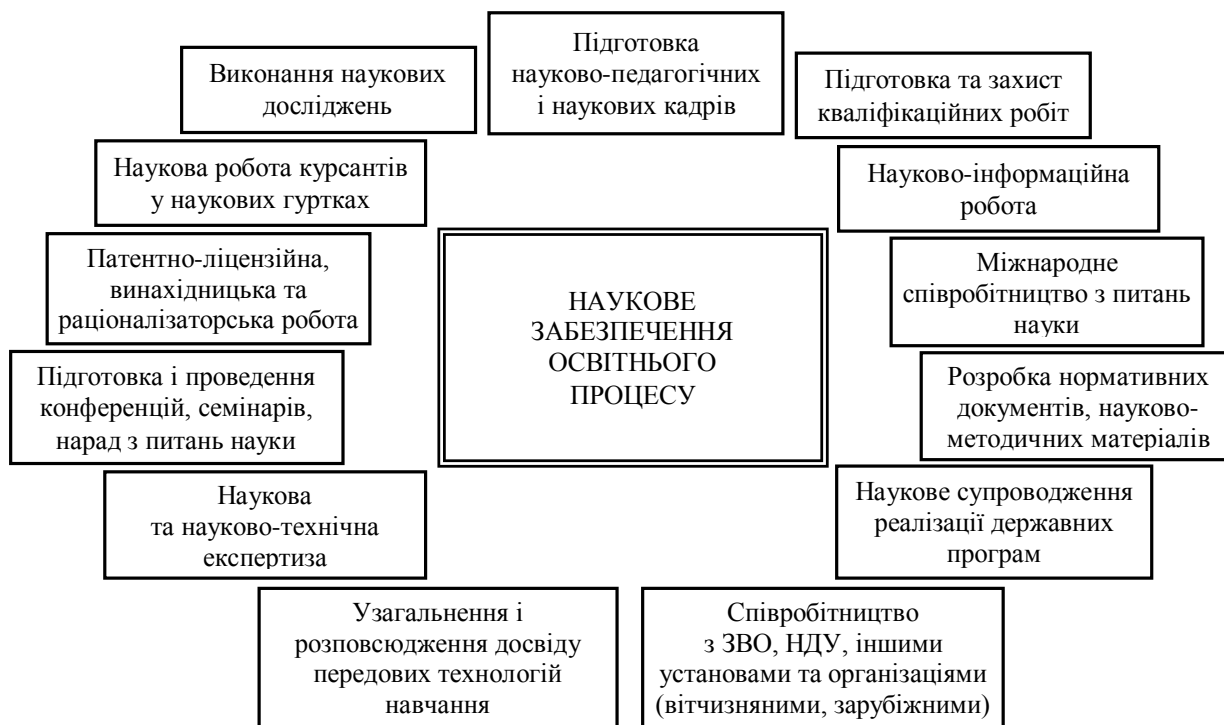 Підготовка
науково-педагогічних
і наукових кадрів
Виконання наукових
досліджень
Підготовка та захист
кваліфікаційних робіт
Наукова робота курсантів
у наукових гуртках
Науково-інформаційна
робота
Патентно-ліцензійна,
винахідницька та
раціоналізаторська робота
НАУКОВЕ
ЗАБЕЗПЕЧЕННЯ
ОСВІТНЬОГО
ПРОЦЕСУ
Міжнародне
співробітництво з питань
науки
Підготовка і проведення
конференцій, семінарів,
нарад з питань науки
Розробка нормативних
документів, науково-
методичних матеріалів
Наукова
та науково-технічна
експертиза
Наукове супроводження
реалізації державних
програм
Узагальнення і
розповсюдження досвіду
передових технологій
навчання
Співробітництво
з ЗВО, НДУ, іншими
установами та організаціями
(вітчизняними, зарубіжними)